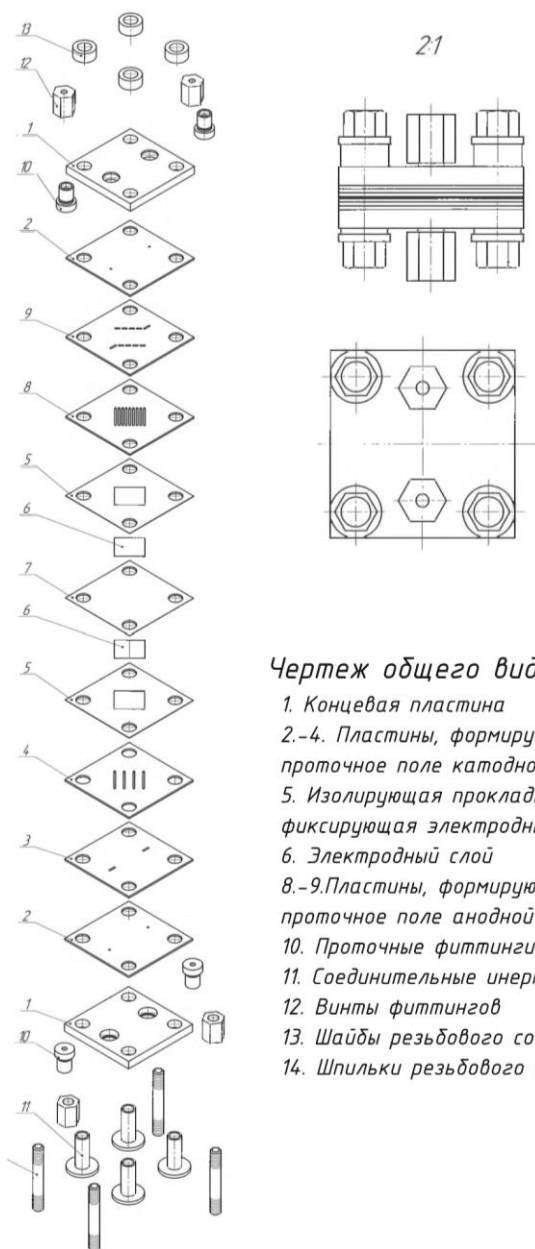 13
12
1
10
2
9
8
5
6
7
6
5
4
3
2
1
10
11
2:1
Чертеж общего вид
1. Концевая пластина
2.-4. Пластины, формиру
проточное поле катодно
5. Изолирующая проклад
фиксирующая электродн
6. Электродный слой
8.-9.Пластины, формирую
проточное поле анодной
10. Проточные фиттинги
11. Соединительные инер
12. Винты фиттингов
13. Шайбы резьбового со
14. Шпильки резьбового